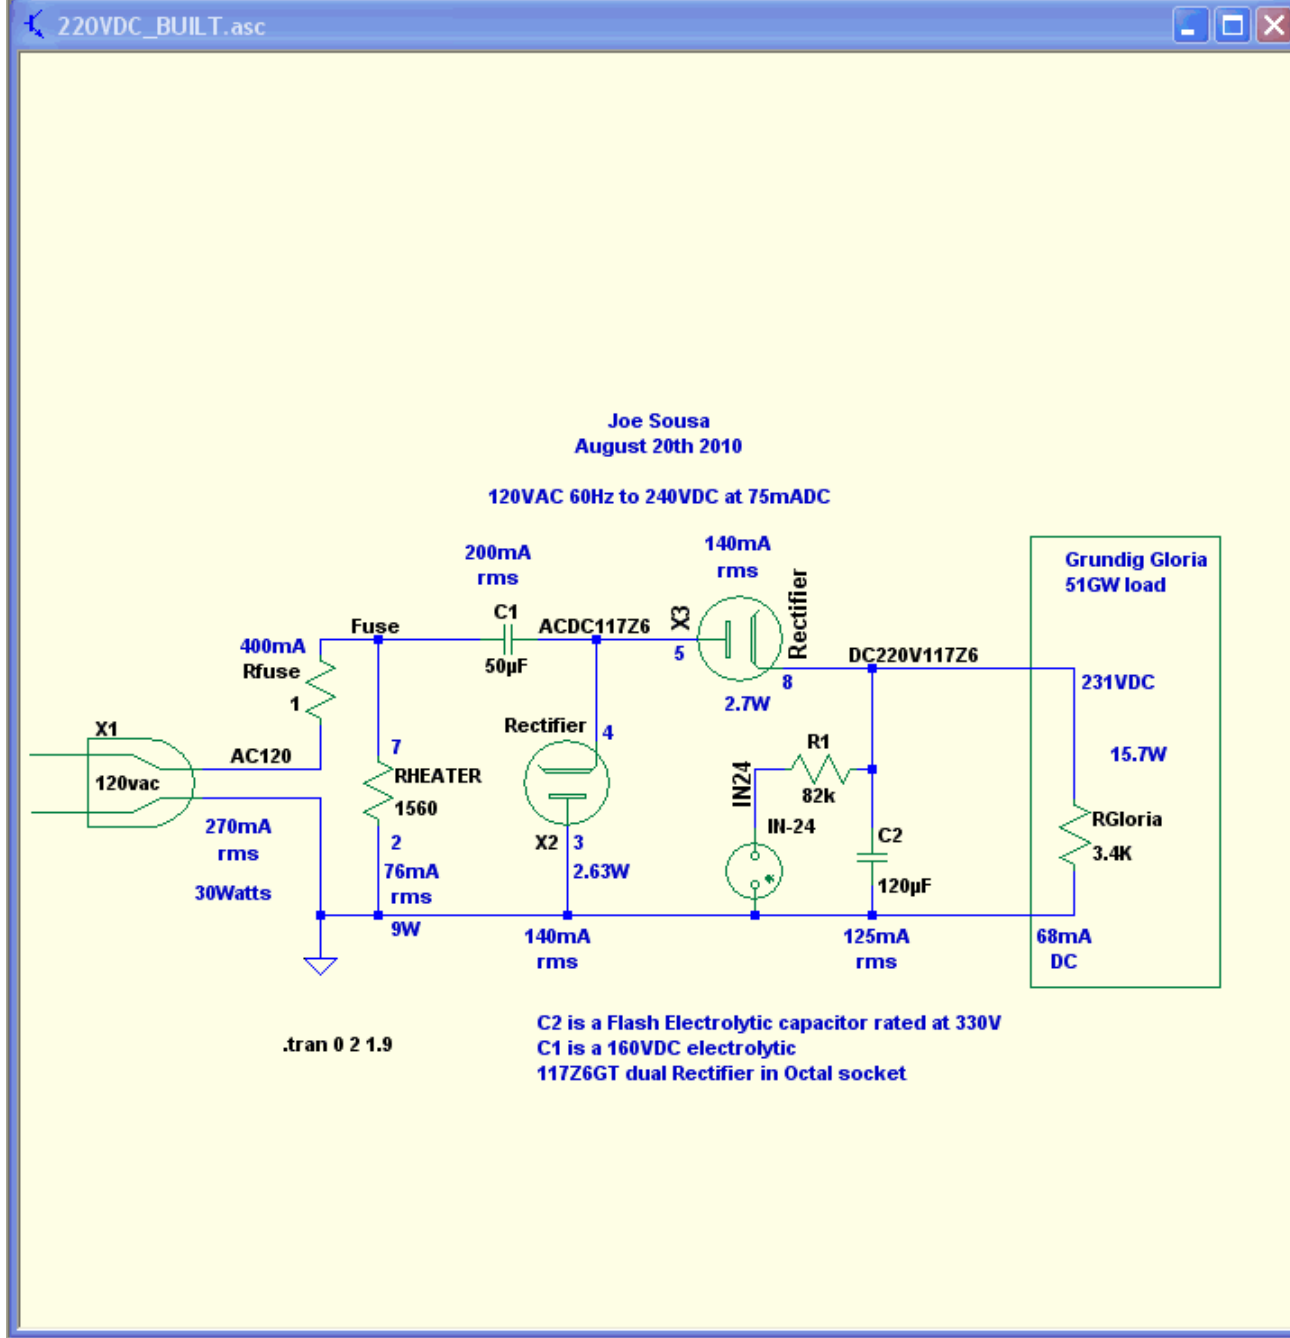 220VDC_BUILT.asc
Joe Sousa
August 20th 2010
120VAC 60Hz to 240VDC at 75mADC
200mA
rms
140mA
rms
Grundig Gloria
51GW load
C1
50µF
Fuse
ACDC117Z6
X3
5
Rectifier
8
2.7W
DC220V117Z6
231VDC
400mA
Rfuse
1
X1
120vac
AC120
7
RHEATER
1560
2
Rectifier
4
X2
3
2.63W
R1
82k
IN24
IN-24
C2
120µF
15.7W
RGloria
3.4K
270mA
rms
30Watts
76mA
rms
9W
140mA
rms
125mA
rms
68mA
DC
.tran 0 2 1.9
C2 is a Flash Electrolytic capacitor rated at 330V
C1 is a 160VDC electrolytic
117Z6GT dual Rectifier in Octal socket